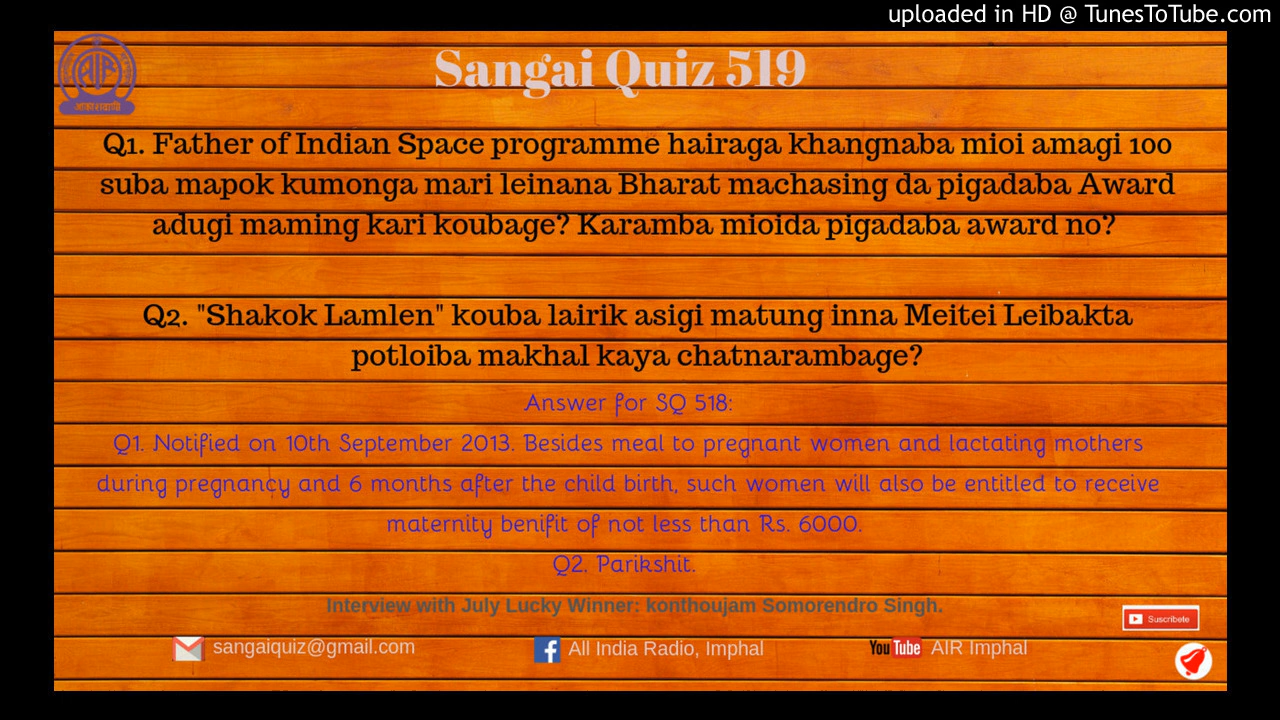 uploaded in HD @ TunesToTube.com
Sangai Quiz 519
AIR
आकाशवाणी
Q1. Father of Indian Space programme hairaga khangnaba mioi amagi 100
suba mapok kumonga mari leinana Bharat machasing da pigadaba Award
adugi maming kari koubage? Karamba mioida pigadaba award no?
Q2. "Shakok Lamlen" kouba lairik asigi matung inna Meitei Leibakta
potloiba makhal kaya chatnarambage?
Answer for SQ 518:
Q1. Notified on 10th September 2013. Besides meal to pregnant women and lactating mothers
during pregnancy and 6 months after the child birth, such women will also be entitled to receive
maternity benifit of not less than Rs. 6000.
Q2. Parikshit.
Interview with July Lucky Winner: konthoujam Somorendro Singh.
Suscribete
sangaiquiz@gmail.com
All India Radio, Imphal
YouTube AIR Imphal